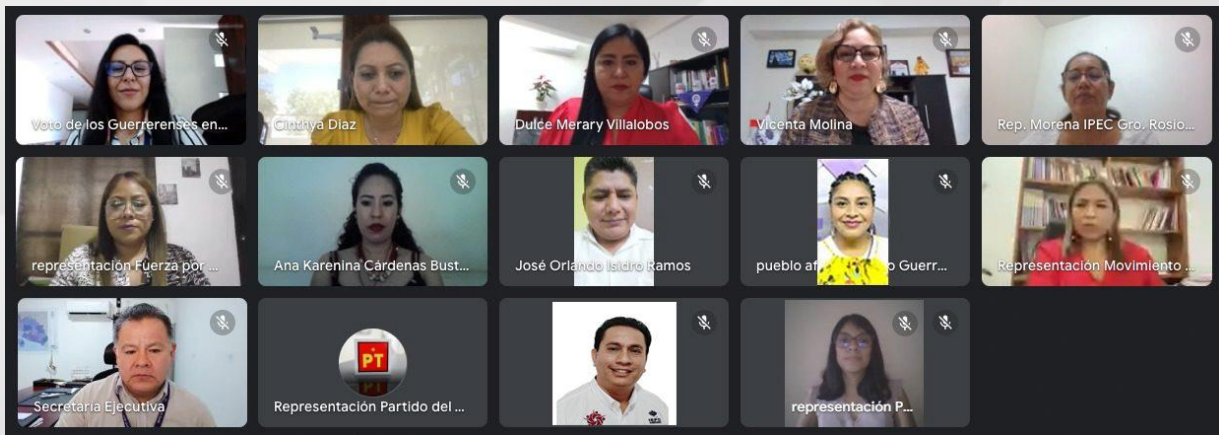 Voto de los Guerrerenses en...
Cinthya Diaz
Dulce Merary Villalobos
Vicenta Molina
Rep. Morena IPEC Gro. Rosio...
representación Fuerza por ...
Ana Karenina Cárdenas Bust...
José Orlando Isidro Ramos
pueblo af o Guerr...
Representación Movimiento ...
Secretaria Ejecutiva
PT
Representación Partido del ...
representación P...